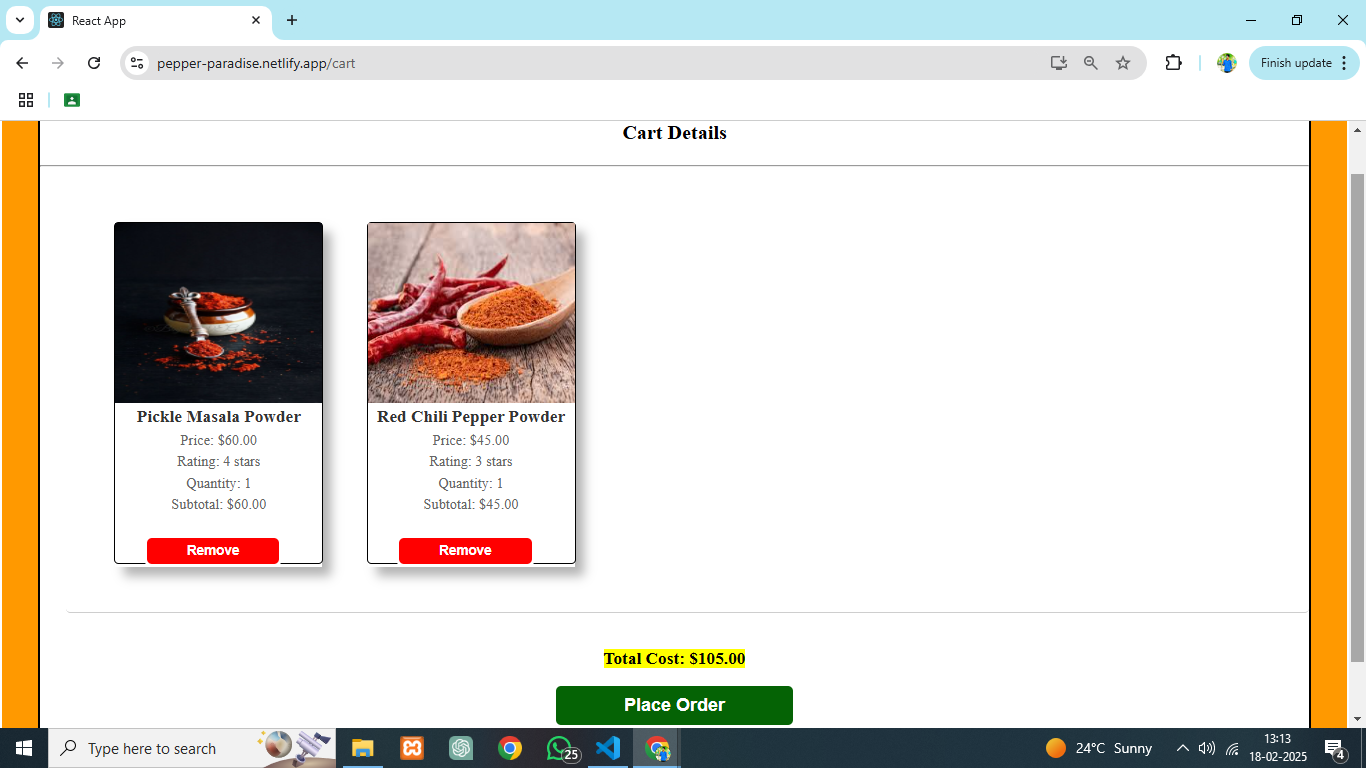 React App
pepper-paradise.netlify.app/cart
Finish update
Cart Details
Pickle Masala Powder
Price: $60.00
Rating: 4 stars
Quantity: 1
Subtotal: $60.00
Remove
Red Chili Pepper Powder
Price: $45.00
Rating: 3 stars
Quantity: 1
Subtotal: $45.00
Remove
Total Cost: $105.00
Place Order
Type here to search
25
24°C Sunny
13:13
18-02-2025
4